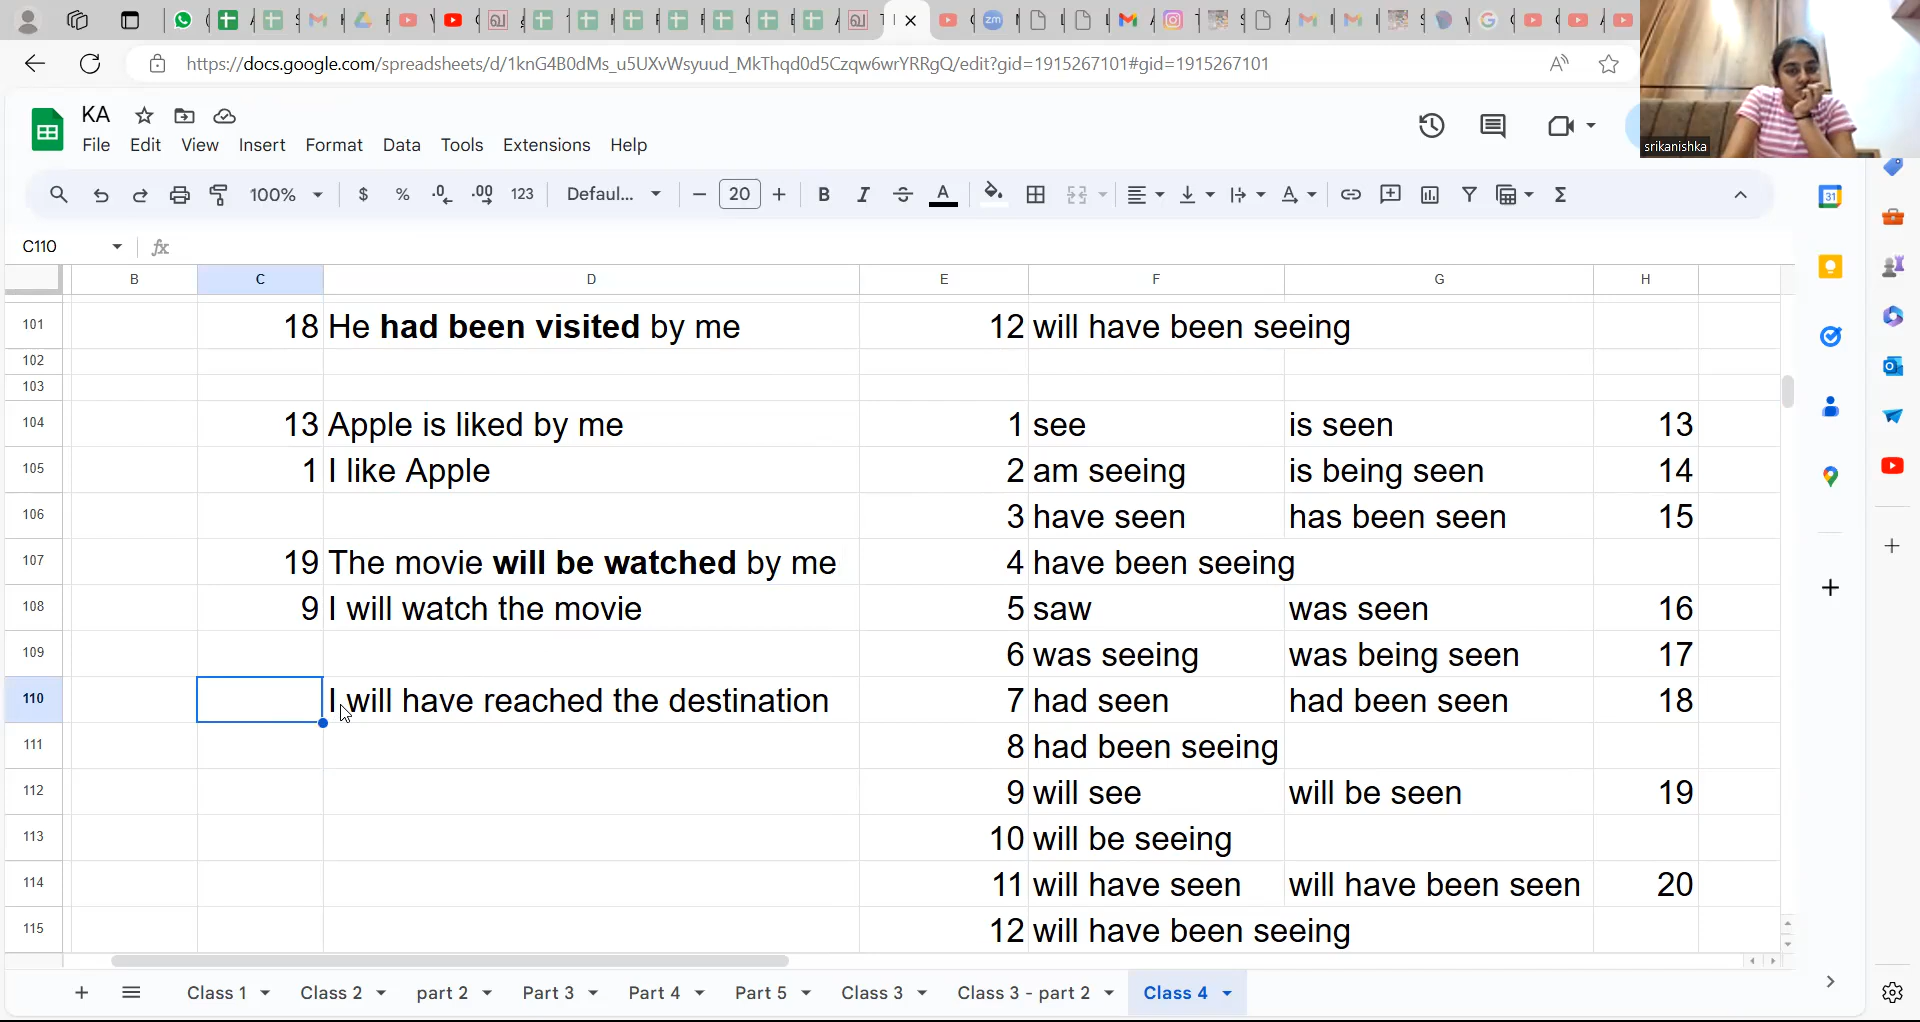 https://docs.google.com/spreadsheets/d/1knG4B0dMs_u5UXvWsyuud_MkThqd0d5Czqw6wrYRRgQ/edit?gid=1915267101#gid=1915267101
KA
File Edit View Insert Format Data Tools Extensions Help
srikanishka
100% $ % .0 .00 123 Defaul... 20
C110
B C D E F G H
101 18 He had been visited by me 12 will have been seeing
102
103
104 13 Apple is liked by me 1 see is seen 13
105 1 I like Apple 2 am seeing is being seen 14
106 3 have seen has been seen 15
107 19 The movie will be watched by me 4 have been seeing
108 9 I will watch the movie 5 saw was seen 16
109 6 was seeing was being seen 17
110 I will have reached the destination 7 had seen had been seen 18
111 8 had been seeing
112 9 will see will be seen 19
113 10 will be seeing
114 11 will have seen will have been seen 20
115 12 will have been seeing
Class 1 Class 2 part 2 Part 3 Part 4 Part 5 Class 3 Class 3 - part 2 Class 4